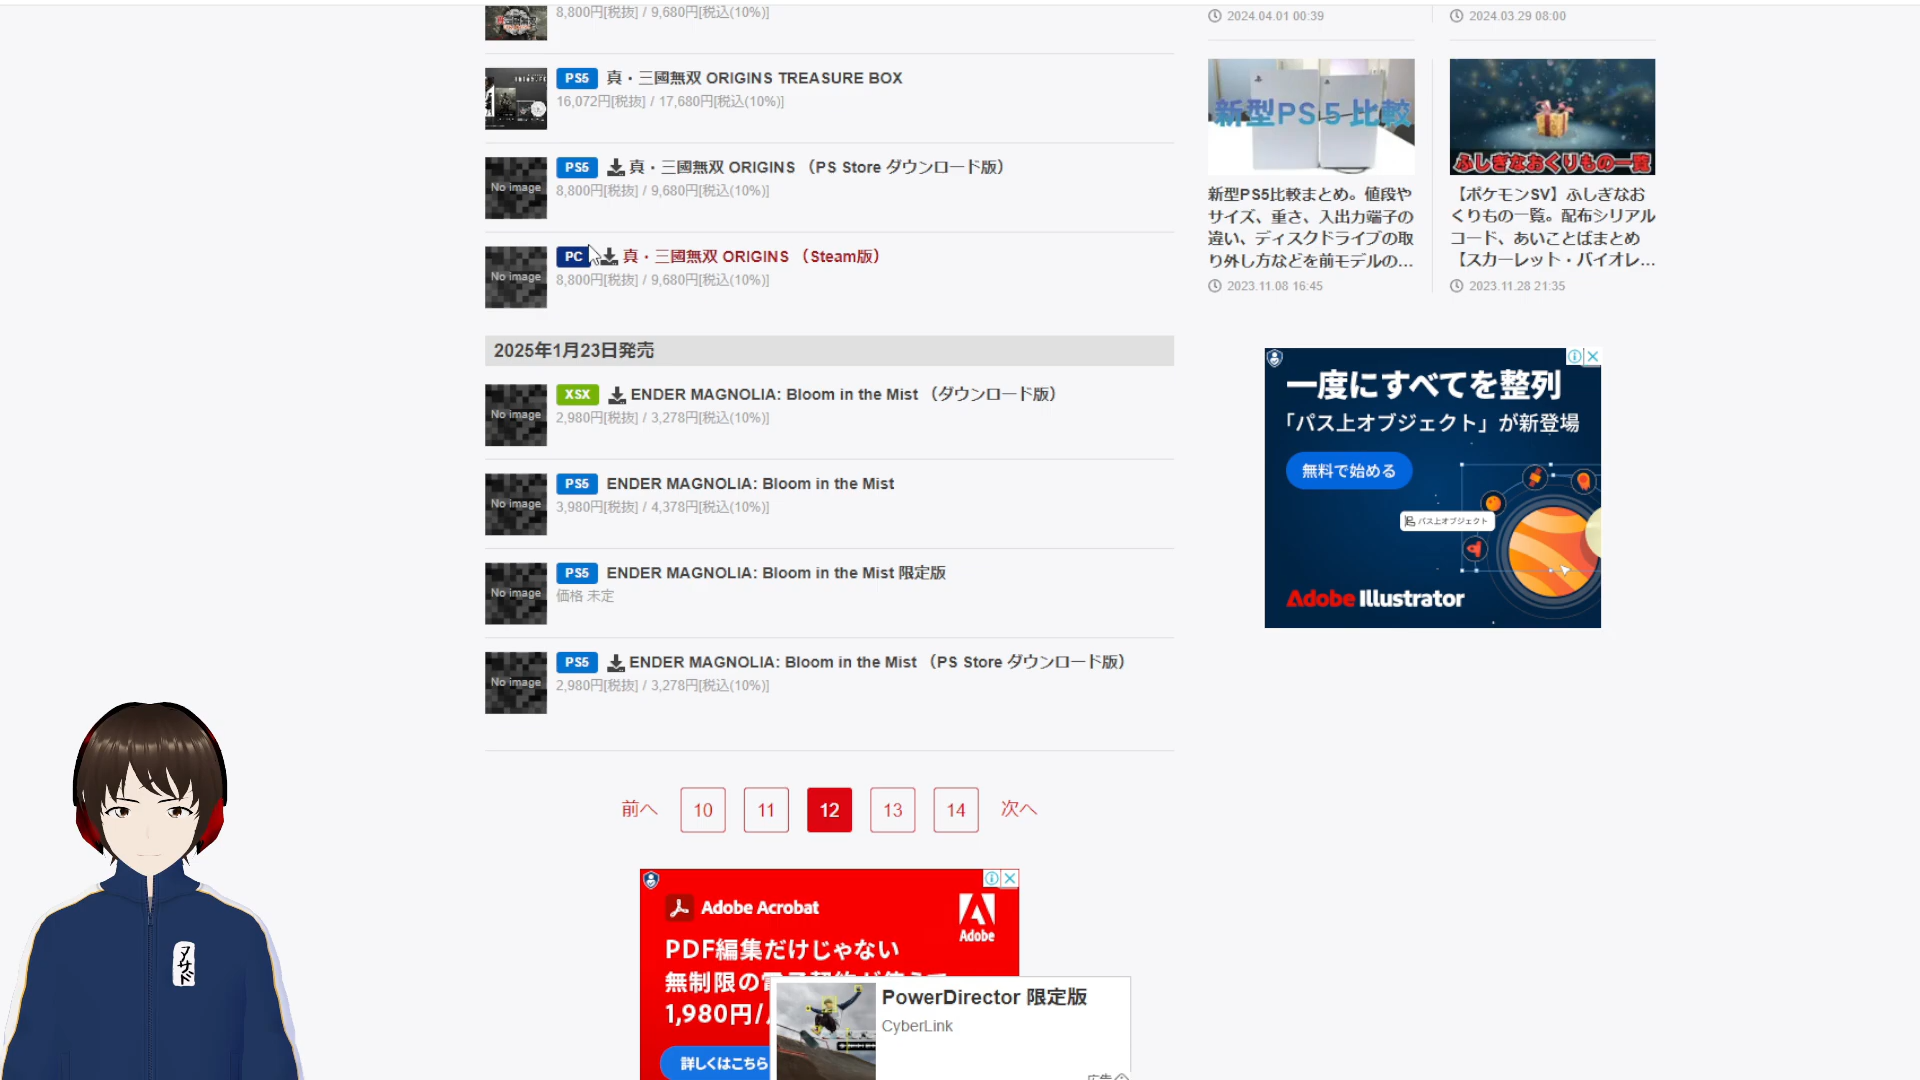 8,800円[税抜] / 9,680円[税込(10%)]
PS5 真・三國無双 ORIGINS TREASURE BOX
16,072円[税抜] / 17,680円[税込(10%)]
No image
PS5 真・三國無双 ORIGINS （PS Store ダウンロード版）
8,800円[税抜] / 9,680円[税込(10%)]
No image
PC 真・三國無双 ORIGINS （Steam版）
8,800円[税抜] / 9,680円[税込(10%)]
2025年1月23日発売
No image
XSX ENDER MAGNOLIA: Bloom in the Mist （ダウンロード版）
2,980円[税抜] / 3,278円[税込(10%)]
No image
PS5 ENDER MAGNOLIA: Bloom in the Mist
3,980円[税抜] / 4,378円[税込(10%)]
No image
PS5 ENDER MAGNOLIA: Bloom in the Mist 限定版
価格 未定
No image
PS5 ENDER MAGNOLIA: Bloom in the Mist （PS Store ダウンロード版）
2,980円[税抜] / 3,278円[税込(10%)]
前へ 10 11 12 13 14 次へ
Adobe Acrobat
Adobe
PDF編集だけじゃない
無制限の電子契約が使えて
1,980円/
詳しくはこちら
PowerDirector 限定版
CyberLink
広告
2024.04.01 00:39
2024.03.29 08:00
新型PS5比較
新型PS5比較まとめ。値段や
サイズ、重さ、入出力端子の
違い、ディスクドライブの取
り外し方などを前モデルの...
2023.11.08 16:45
ふしぎなおくりもの一覧
【ポケモンSV】ふしぎなお
くりもの一覧。配布シリアル
コード、あいことばまとめ
【スカーレット・バイオレ...
2023.11.28 21:35
一度にすべてを整列
「パス上オブジェクト」が新登場
無料で始める
パス上オブジェクト
Adobe Illustrator